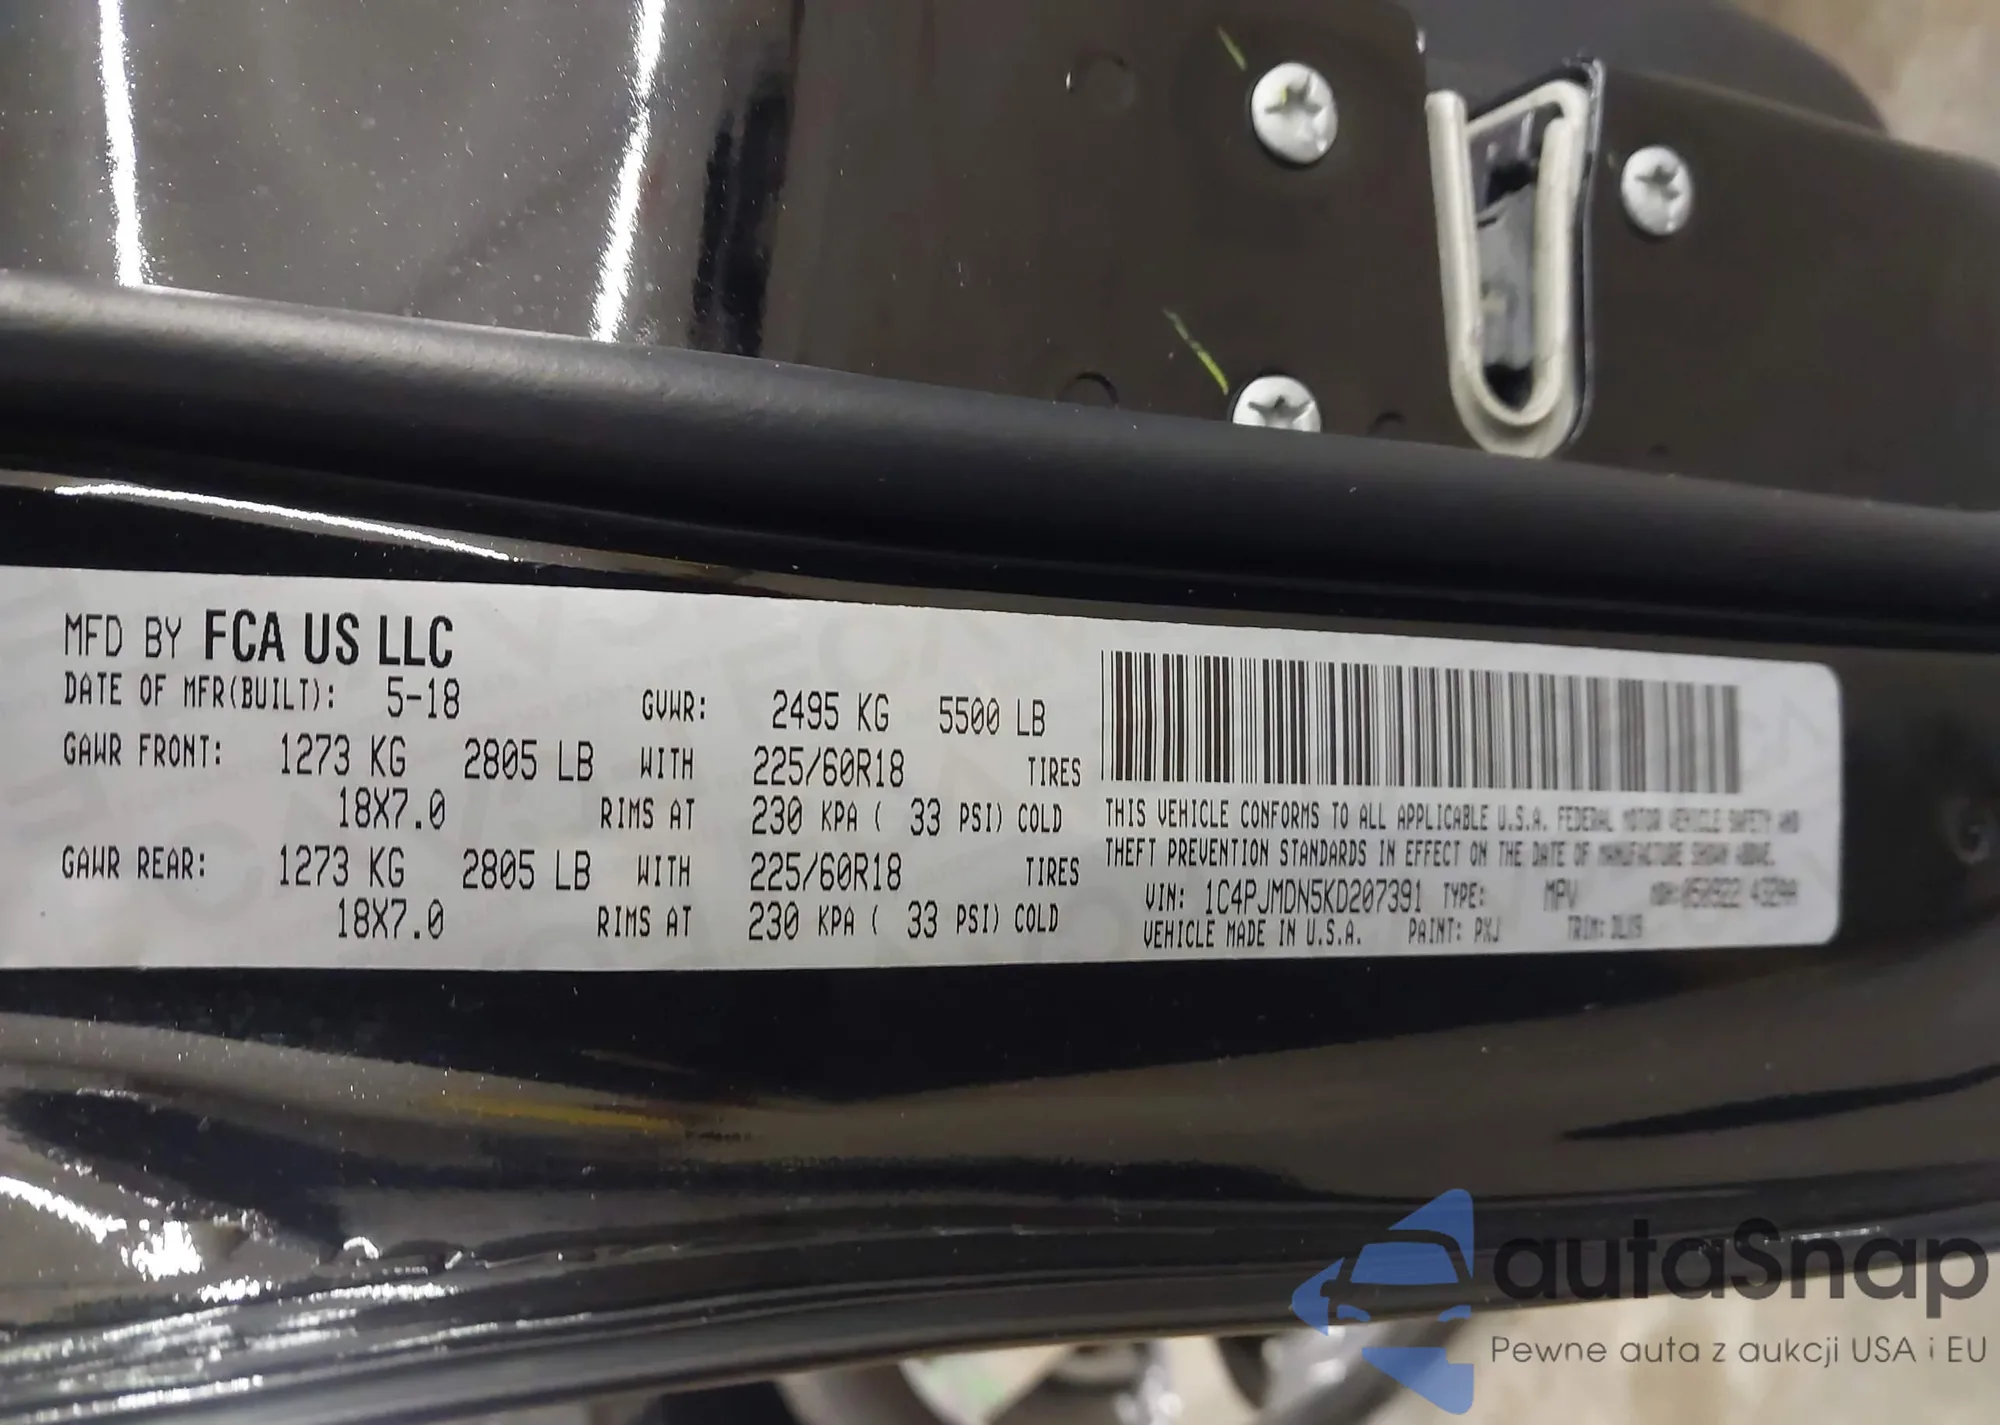 MFD BY FCA US LLC
DATE OF MFR(BUILT): 5-18 GVWR: 2495 KG 5500 LB
GAWR FRONT: 1273 KG 2805 LB WITH 225/60R18 TIRES
18X7.0 RIMS AT 230 KPA ( 33 PSI) COLD
GAWR REAR: 1273 KG 2805 LB WITH 225/60R18 TIRES
18X7.0 RIMS AT 230 KPA ( 33 PSI) COLD
THIS VEHICLE CONFORMS TO ALL APPLICABLE U.S.A. FEDERAL MOTOR VEHICLE SAFETY AND
THEFT PREVENTION STANDARDS IN EFFECT ON THE DATE OF MANUFACTURE SHOWN ABOVE.
VIN: 1C4PJMDN5KD207391 TYPE: MPV
VEHICLE MADE IN U.S.A. PAINT: PXJ TRIM:
autaSnap
Pewne auta z aukcji USA i EU